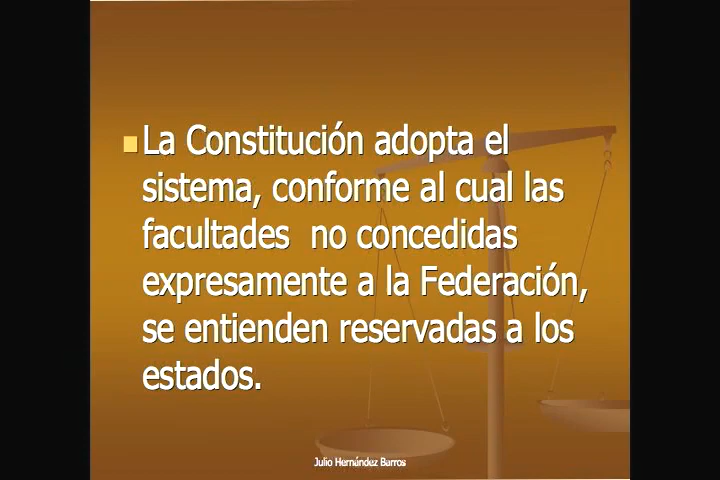 La Constitución adopta el
sistema, conforme al cual las
facultades  no concedidas
expresamente a la Federación,
se entienden reservadas a los
estados.
Julio Hernández Barros